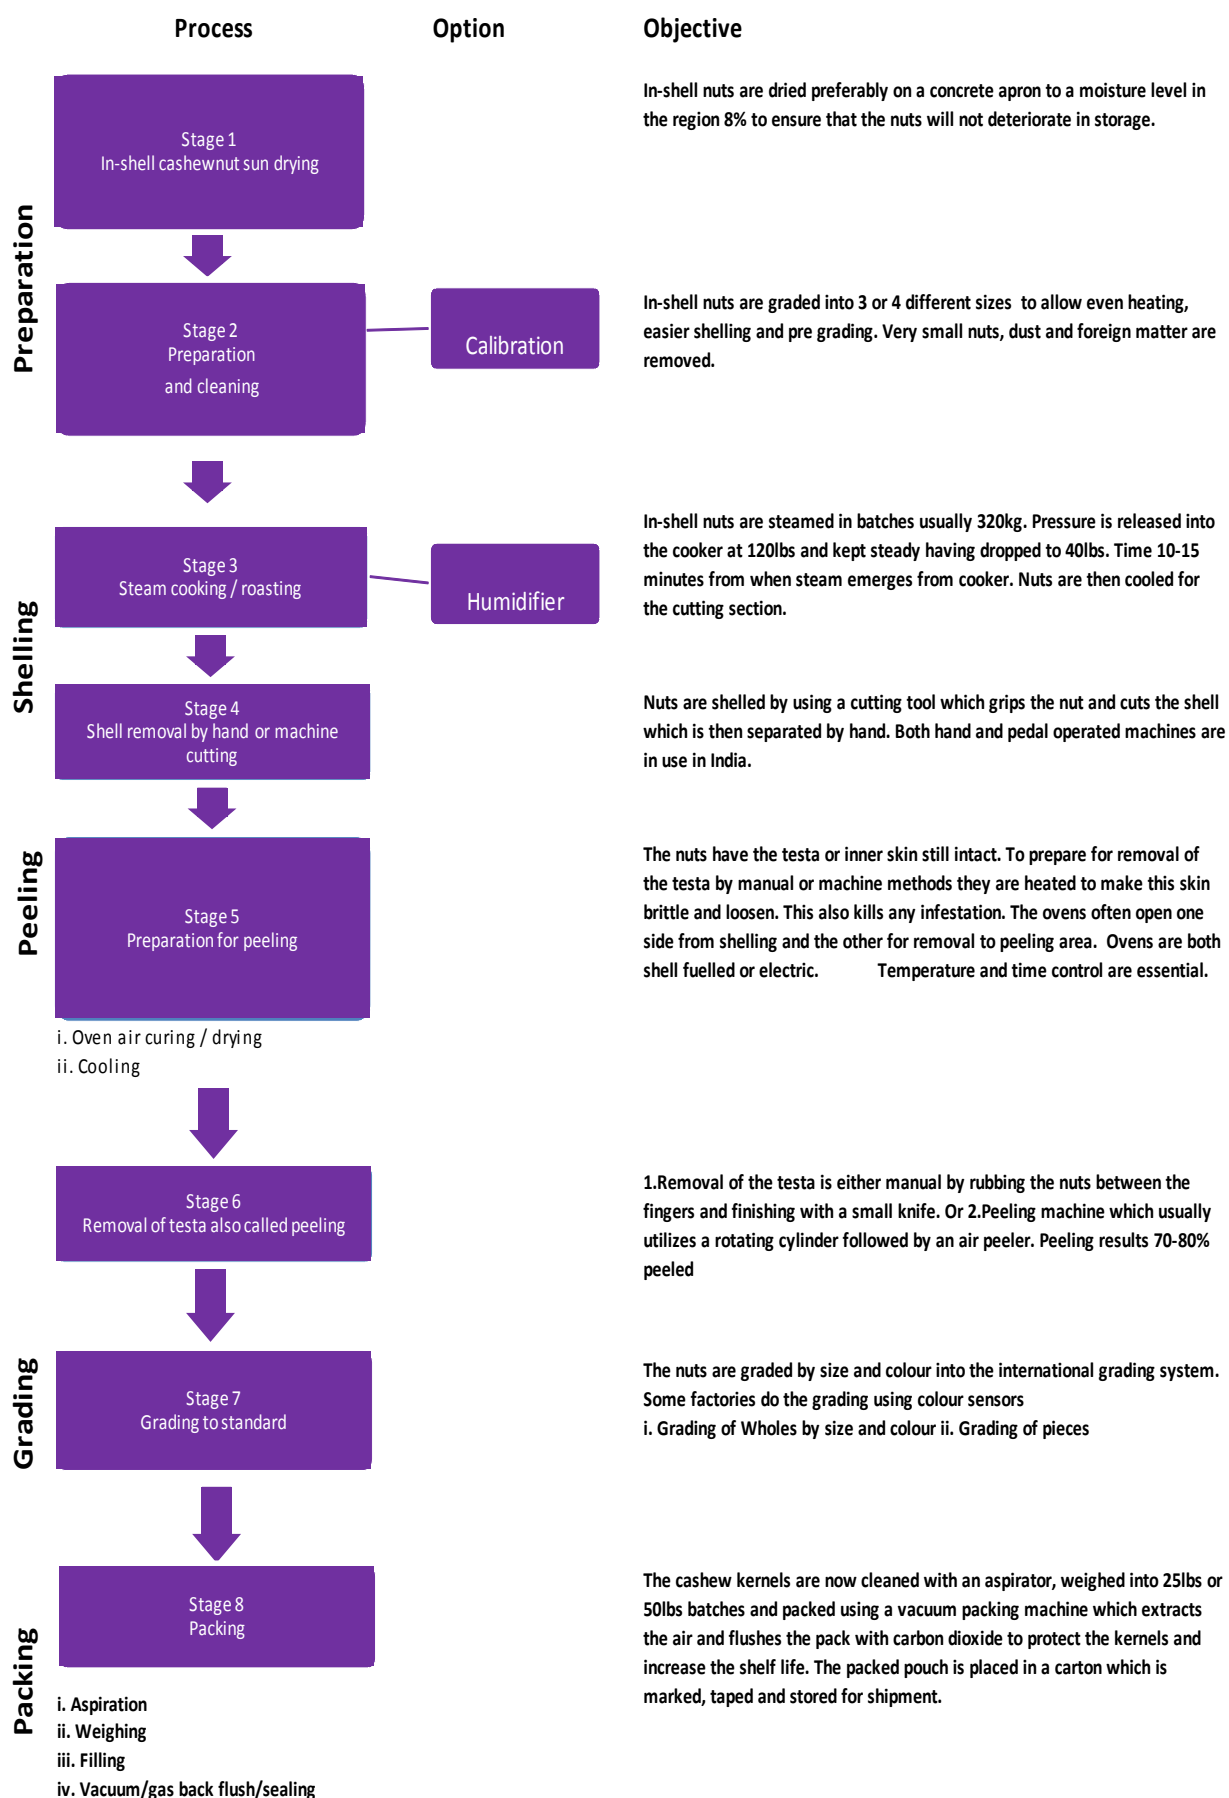 Process Option Objective
Preparation
Stage 1
In-shell cashewnut sun drying
In-shell nuts are dried preferably on a concrete apron to a moisture level in
the region 8% to ensure that the nuts will not deteriorate in storage.
Stage 2
Preparation
and cleaning
Calibration
In-shell nuts are graded into 3 or 4 different sizes to allow even heating,
easier shelling and pre grading. Very small nuts, dust and foreign matter are
removed.
Shelling
Stage 3
Steam cooking / roasting
Humidifier
In-shell nuts are steamed in batches usually 320kg. Pressure is released into
the cooker at 120lbs and kept steady having dropped to 40lbs. Time 10-15
minutes from when steam emerges from cooker. Nuts are then cooled for
the cutting section.
Stage 4
Shell removal by hand or machine
cutting
Nuts are shelled by using a cutting tool which grips the nut and cuts the shell
which is then separated by hand. Both hand and pedal operated machines are
in use in India.
Peeling
Stage 5
Preparation for peeling
The nuts have the testa or inner skin still intact. To prepare for removal of
the testa by manual or machine methods they are heated to make this skin
brittle and loosen. This also kills any infestation. The ovens often open one
side from shelling and the other for removal to peeling area. Ovens are both
shell fuelled or electric. Temperature and time control are essential.
i. Oven air curing / drying
ii. Cooling
Stage 6
Removal of testa also called peeling
1.Removal of the testa is either manual by rubbing the nuts between the
fingers and finishing with a small knife. Or 2.Peeling machine which usually
utilizes a rotating cylinder followed by an air peeler. Peeling results 70-80%
peeled
Grading
Stage 7
Grading to standard
The nuts are graded by size and colour into the international grading system.
Some factories do the grading using colour sensors
i. Grading of Wholes by size and colour ii. Grading of pieces
Packing
Stage 8
Packing
The cashew kernels are now cleaned with an aspirator, weighed into 25lbs or
50lbs batches and packed using a vacuum packing machine which extracts
the air and flushes the pack with carbon dioxide to protect the kernels and
increase the shelf life. The packed pouch is placed in a carton which is
marked, taped and stored for shipment.
i. Aspiration
ii. Weighing
iii. Filling
iv. Vacuum/gas back flush/sealing